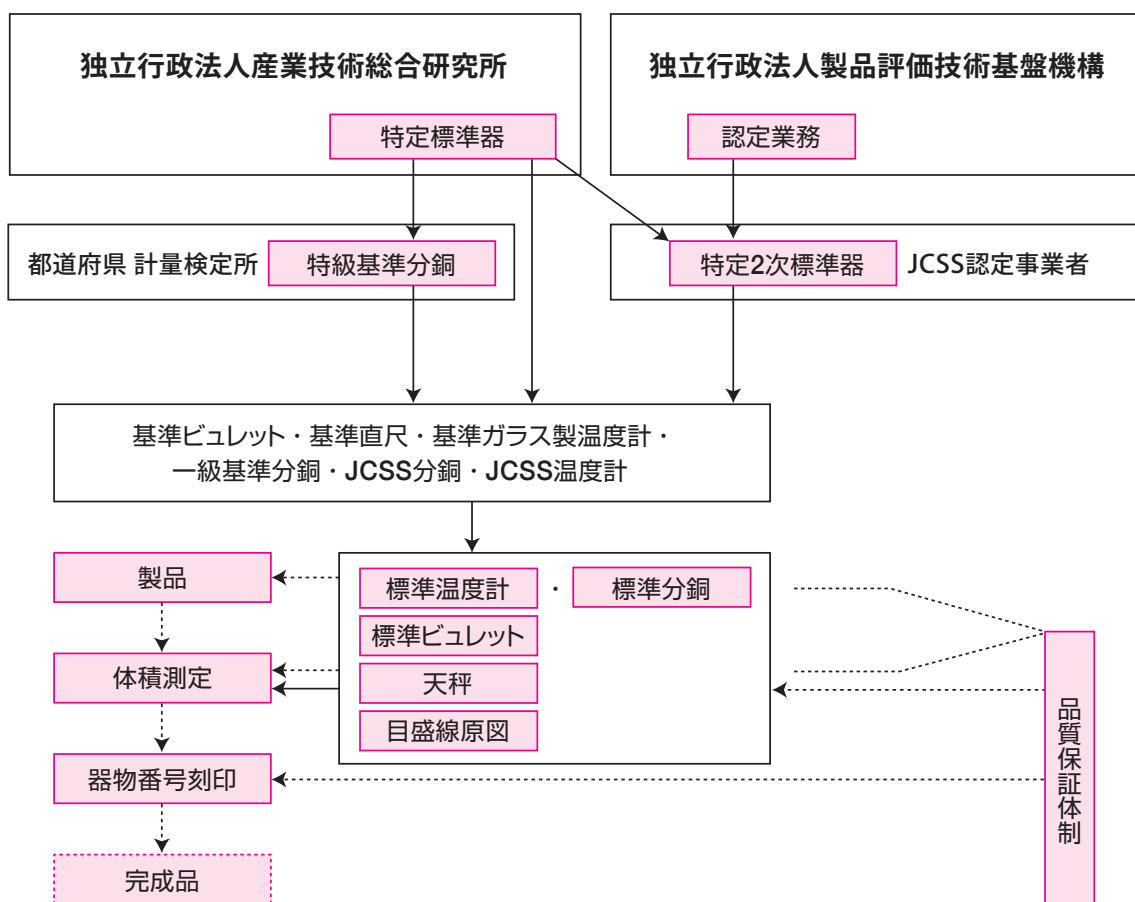 独立行政法人産業技術総合研究所
独立行政法人製品評価技術基盤機構
特定標準器
認定業務
都道府県 計量検定所
特級基準分銅
特定2次標準器
JCSS認定事業者
基準ビュレット・基準直尺・基準ガラス製温度計・
一級基準分銅・JCSS分銅・JCSS温度計
製品
標準温度計 ・ 標準分銅
標準ビュレット
体積測定
天秤
目盛線原図
器物番号刻印
品質保証体制
完成品